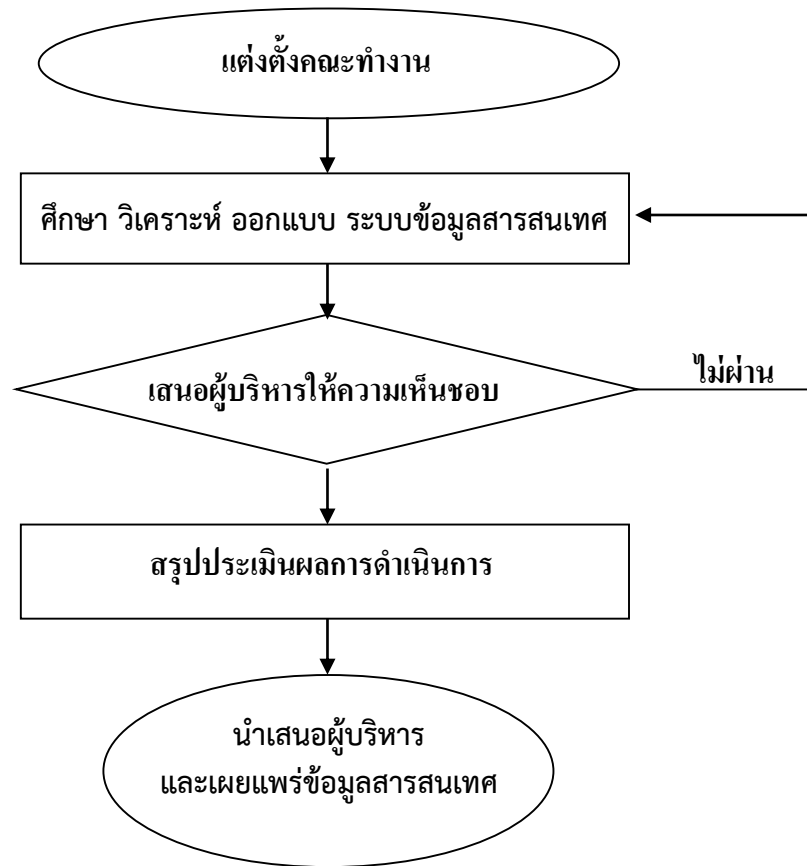 แต่งตั้งคณะทำงาน
ศึกษา วิเคราะห์ ออกแบบ ระบบข้อมูลสารสนเทศ
เสนอผู้บริหารให้ความเห็นชอบ
ไม่ผ่าน
สรุปประเมินผลการดำเนินการ
นำเสนอผู้บริหาร
และเผยแพร่ข้อมูลสารสนเทศ